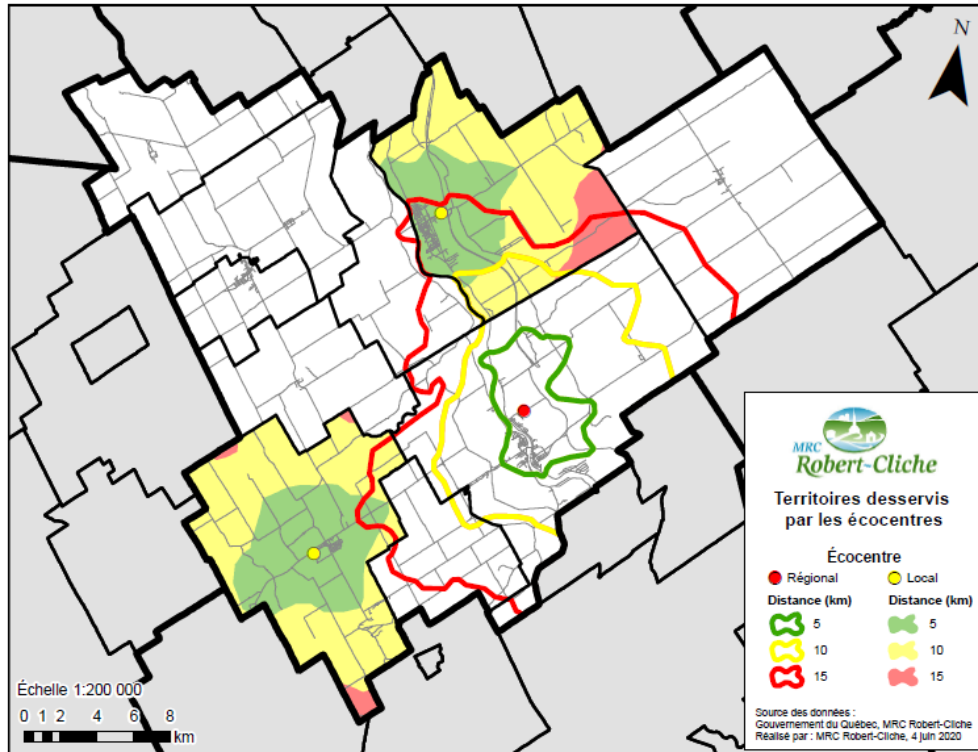 N
MRC
Robert-Cliche
Territoires desservis
par les écocentres
Écocentre
Régional Local
Distance (km) Distance (km)
5 5
10 10
15 15
Source des données :
Gouvernement du Québec, MRC Robert-Cliche
Réalisé par : MRC Robert-Cliche, 4 juin 2020
Échelle 1:200 000
0 1 2 4 6 8
km